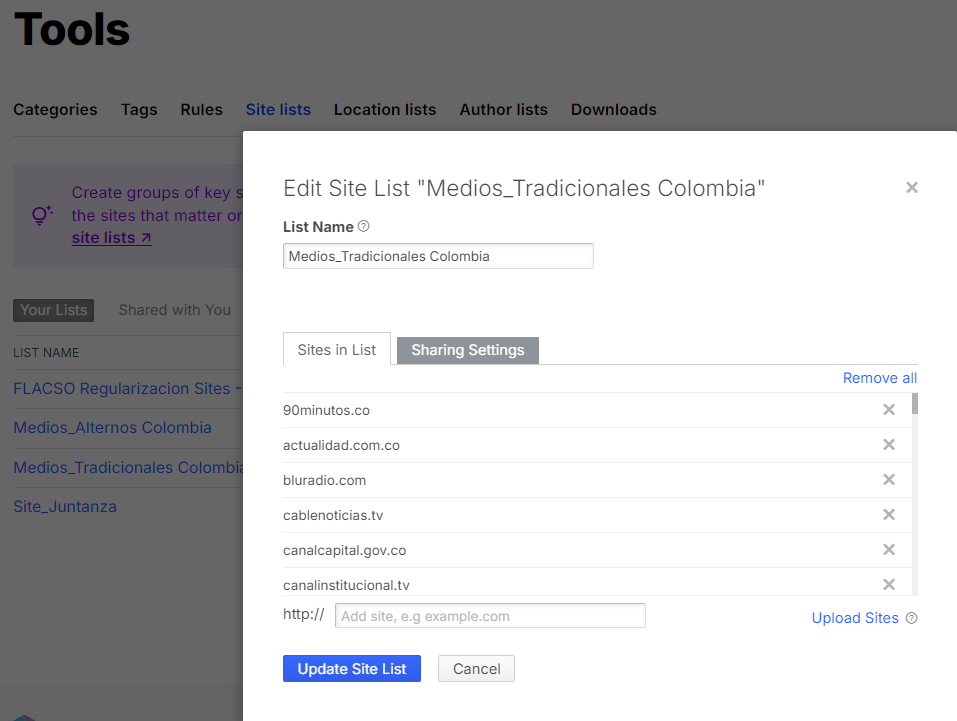 Tools
Categories Tags Rules Site lists Location lists Author lists Downloads
Create groups of key s
the sites that matter or
site lists ↗
Your Lists Shared with You
LIST NAME
FLACSO Regularizacion Sites -
Medios_Alternos Colombia
Medios_Tradicionales Colombia
Site_Juntanza
Edit Site List "Medios_Tradicionales Colombia"
List Name
Medios_Tradicionales Colombia
Sites in List Sharing Settings
Remove all
90minutos.co
actualidad.com.co
bluradio.com
cablenoticias.tv
canalcapital.gov.co
canalinstitucional.tv
http:// Add site, e.g example.com
Upload Sites
Update Site List Cancel